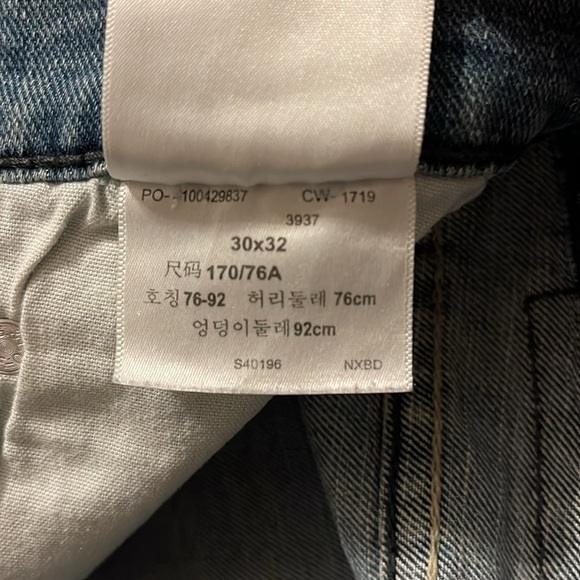 PO- 100429837 CW- 1719
3937
30x32
尺码 170/76A
호칭 76-92 허리둘레 76cm
엉덩이둘레 92cm
S40196 NXBD